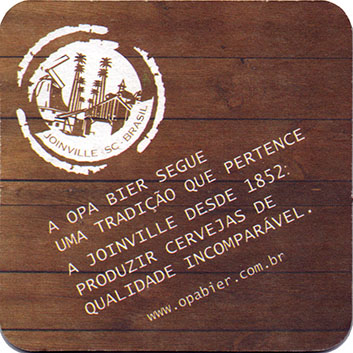 JOINVILLE - SC - BRASIL
A OPA BIER SEGUE
UMA TRADIÇÃO QUE PERTENCE
A JOINVILLE DESDE 1852:
PRODUZIR CERVEJAS DE
QUALIDADE INCOMPARÁVEL.
www.opabier.com.br